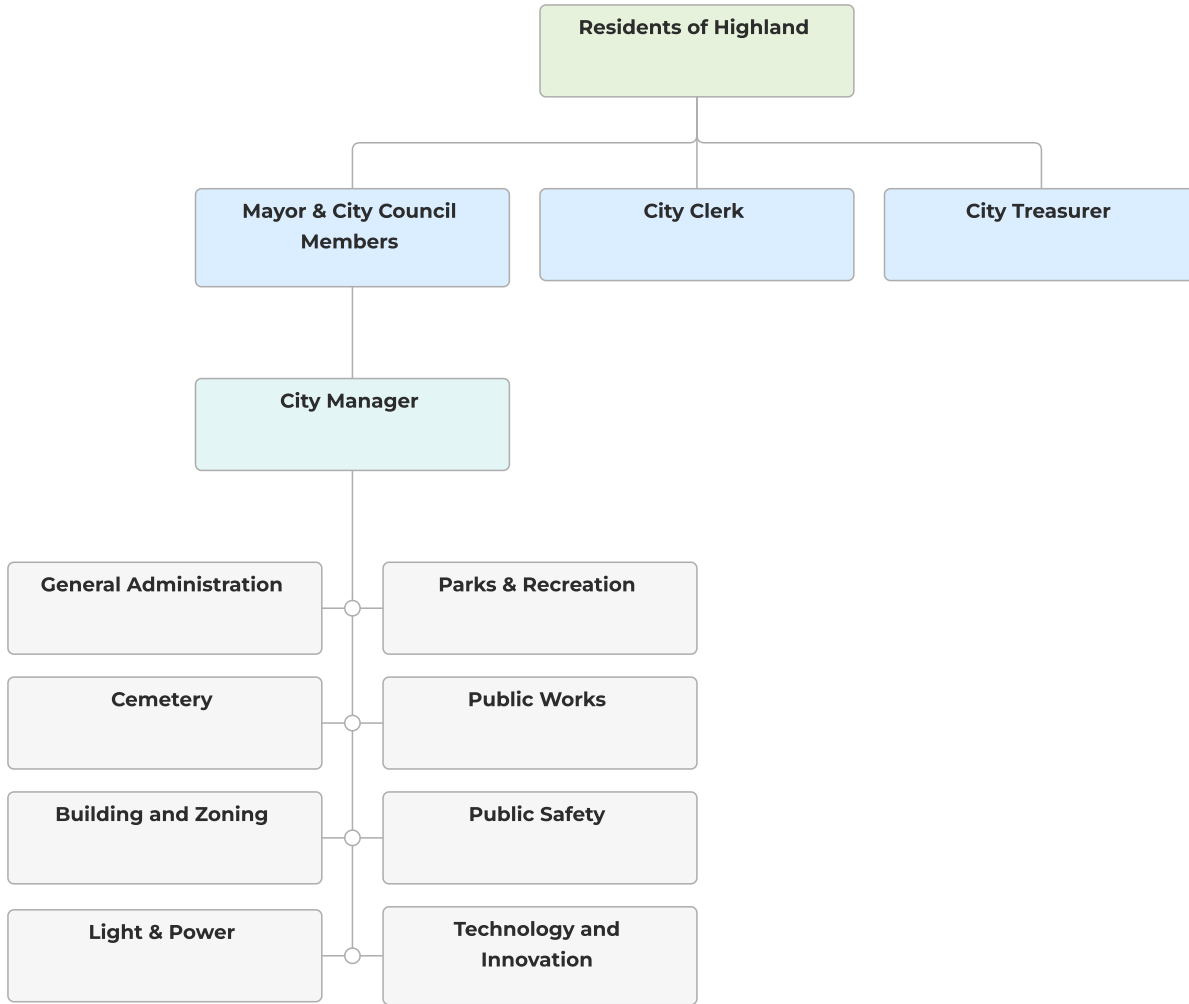 Residents of Highland
Mayor & City Council
Members
City Clerk
City Treasurer
City Manager
General Administration
Parks & Recreation
Cemetery
Public Works
Building and Zoning
Public Safety
Light & Power
Technology and
Innovation